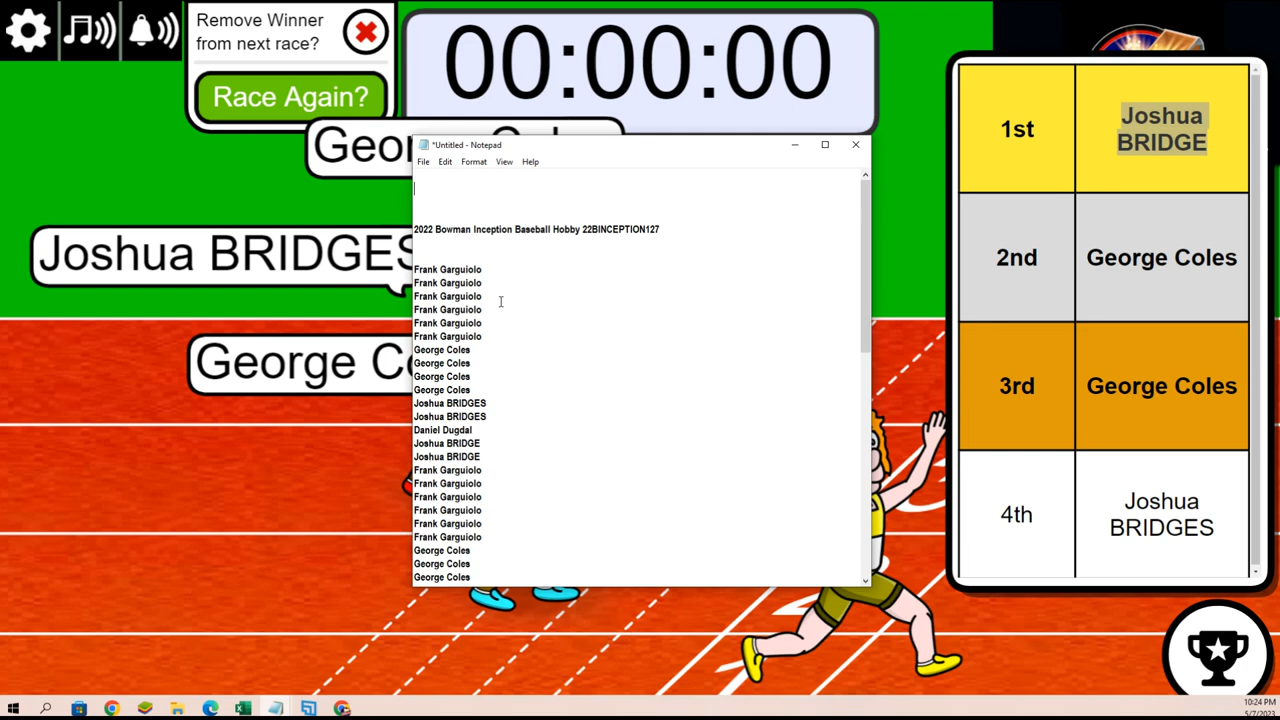 Remove Winner
from next race?
Race Again?
00:00:00
Joshua BRIDGES
George
*Untitled - Notepad
File Edit Format View Help
2022 Bowman Inception Baseball Hobby 22BINCEPTION127
Frank Garguiolo
Frank Garguiolo
Frank Garguiolo
Frank Garguiolo
Frank Garguiolo
Frank Garguiolo
George Coles
George Coles
George Coles
George Coles
Joshua BRIDGES
Joshua BRIDGES
Daniel Dugdal
Joshua BRIDGE
Joshua BRIDGE
Frank Garguiolo
Frank Garguiolo
Frank Garguiolo
Frank Garguiolo
Frank Garguiolo
Frank Garguiolo
George Coles
George Coles
George Coles
1st
Joshua
BRIDGE
2nd
George Coles
3rd
George Coles
4th
Joshua
BRIDGES
10:24 PM
5/7/2023